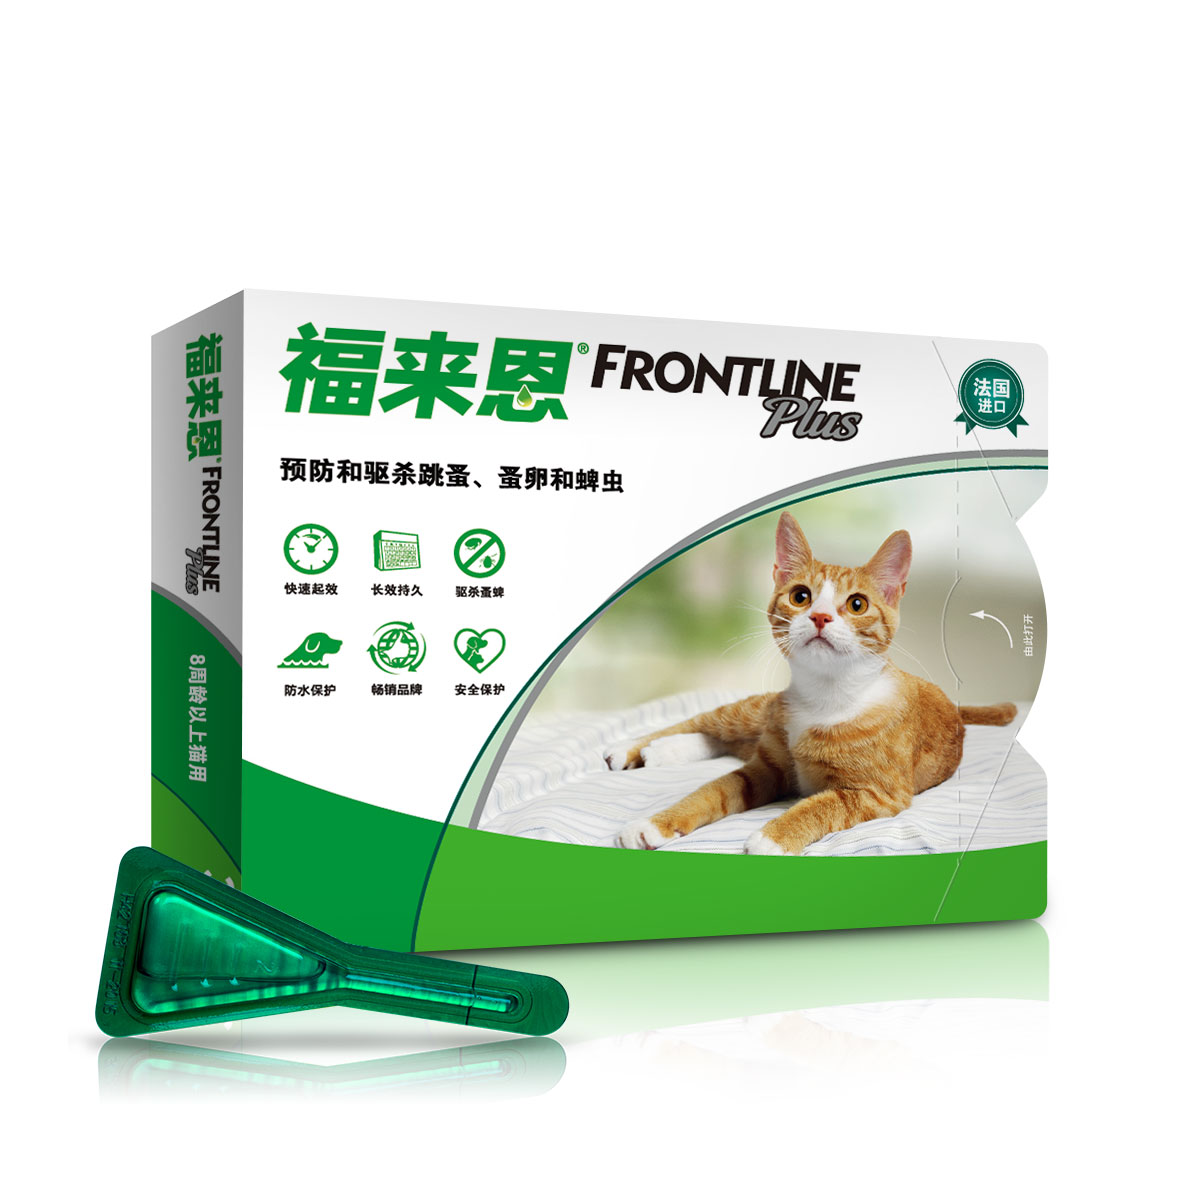 福来恩® FRONTLINE
Plus
法国
进口
预防和驱杀跳蚤、蚤卵和蜱虫
快速起效 长效持久 驱杀蚤蜱
防水保护 畅销品牌 安全保护
由此打开
福来恩®
FRONTLINE
Plus
8周龄以上猫用